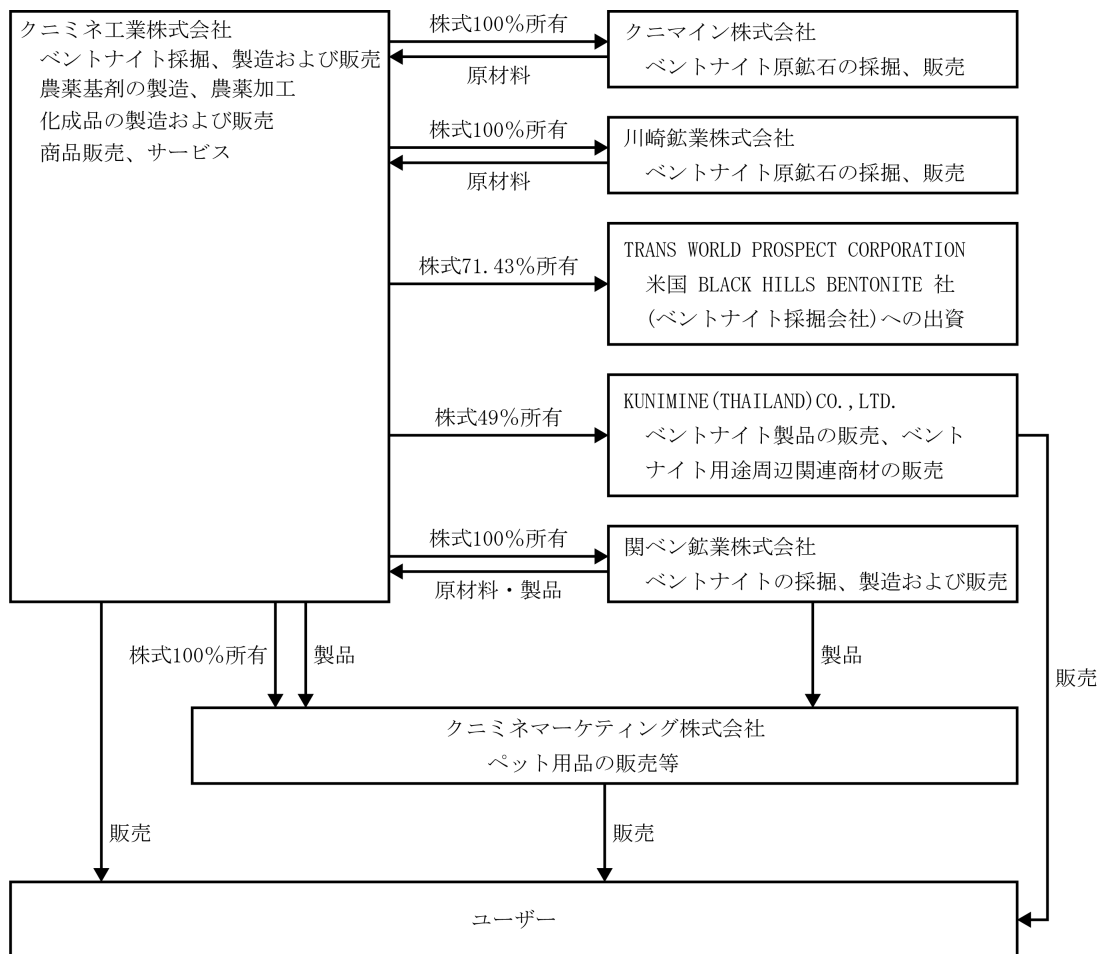 クニミネ工業株式会社
ベントナイト採掘、製造および販売
農薬基剤の製造、農薬加工
化成品の製造および販売
商品販売、サービス
株式100％所有
原材料
クニマイン株式会社
ベントナイト原鉱石の採掘、販売
株式100％所有
原材料
川崎鉱業株式会社
ベントナイト原鉱石の採掘、販売
株式71.43％所有
TRANS WORLD PROSPECT CORPORATION
米国 BLACK HILLS BENTONITE 社
(ベントナイト採掘会社)への出資
株式49％所有
KUNIMINE(THAILAND)CO.,LTD.
ベントナイト製品の販売、ベント
ナイト用途周辺関連商材の販売
株式100％所有
原材料・製品
関ベン鉱業株式会社
ベントナイトの採掘、製造および販売
株式100％所有
製品
製品
販売
クニミネマーケティング株式会社
ペット用品の販売等
販売
販売
ユーザー